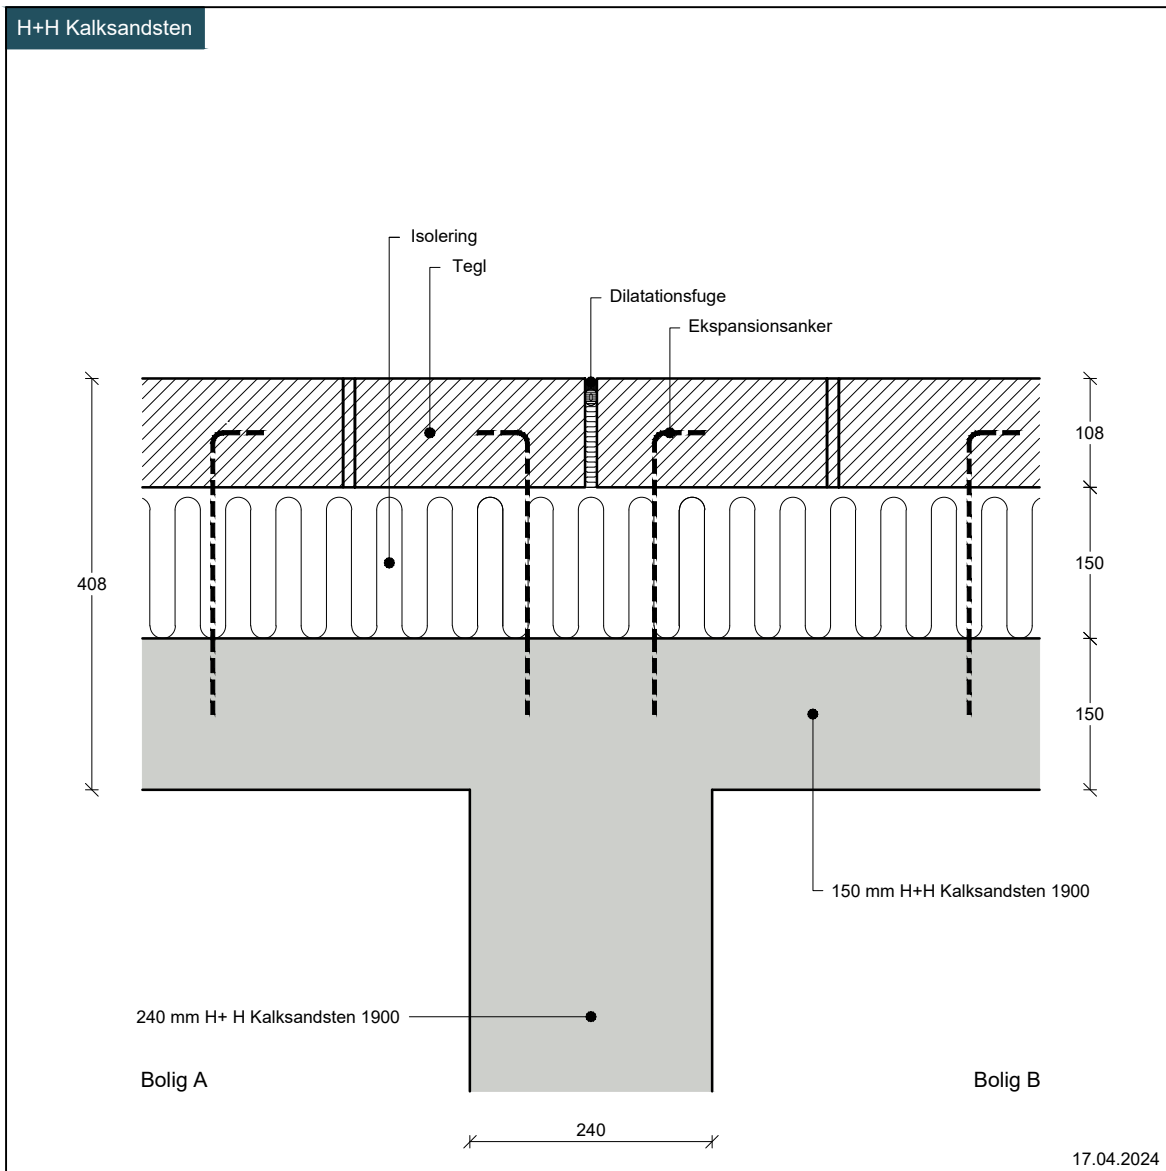 H+H Kalksandsten
Isolering
Tegl
Dilatationsfuge
Ekspansionsanker
108
408
150
150
150 mm H+H Kalksandsten 1900
240 mm H+ H Kalksandsten 1900
Bolig A
Bolig B
240
17.04.2024